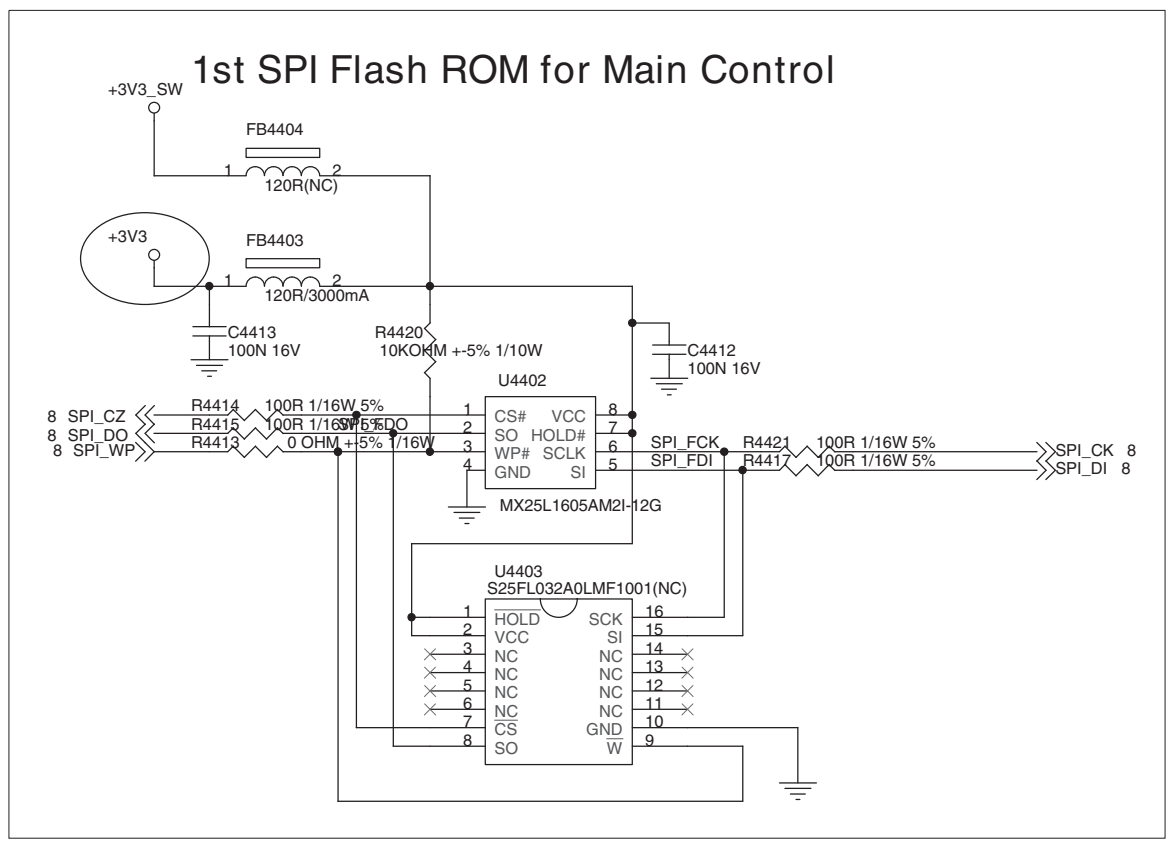 1st SPI Flash ROM for Main Control
+3V3_SW
FB4404
1 2
120R(NC)
+3V3
FB4403
1 2
120R/3000mA
C4413
100N 16V
R4420
10KOHM +-5% 1/10W
C4412
100N 16V
U4402
8 SPI_CZ R4414 100R 1/16W 5% 1 CS# VCC 8
8 SPI_DO R4415 100R 1/16W 5% SPI_FDO 2 SO HOLD# 7
8 SPI_WP R4413 0 OHM +-5% 1/16W 3 WP# SCLK 6 SPI_FCK R4421 100R 1/16W 5% SPI_CK 8
4 GND SI 5 SPI_FDI R4417 100R 1/16W 5% SPI_DI 8
MX25L1605AM2I-12G
U4403
S25FL032A0LMF1001(NC)
1 HOLD SCK 16
2 VCC SI 15
3 NC NC 14
4 NC NC 13
5 NC NC 12
6 NC NC 11
7 CS GND 10
8 SO W 9